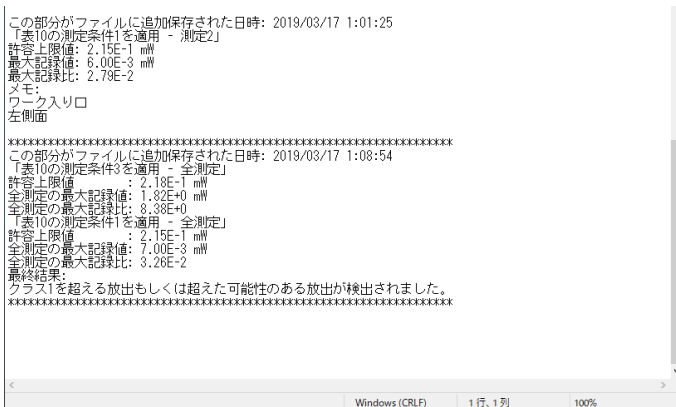 この部分がファイルに追加保存された日時: 2019/03/17 1:01:25
「表10の測定条件1を適用 - 測定2」
許容上限値: 2.15E-1 mW
最大記録値: 6.00E-3 mW
最大記録比: 2.79E-2
メモ:
ワーク入り口
左側面
*******************************************************************
この部分がファイルに追加保存された日時: 2019/03/17 1:08:54
「表10の測定条件3を適用 - 全測定」
許容上限値　　　　: 2.18E-1 mW
全測定の最大記録値: 1.82E+0 mW
全測定の最大記録比: 8.38E+0
「表10の測定条件1を適用 - 全測定」
許容上限値　　　　: 2.15E-1 mW
全測定の最大記録値: 7.00E-3 mW
全測定の最大記録比: 3.26E-2
最終結果:
クラス1を超える放出もしくは超えた可能性のある放出が検出されました。
*******************************************************************
Windows (CRLF) 1 行、1 列 100%